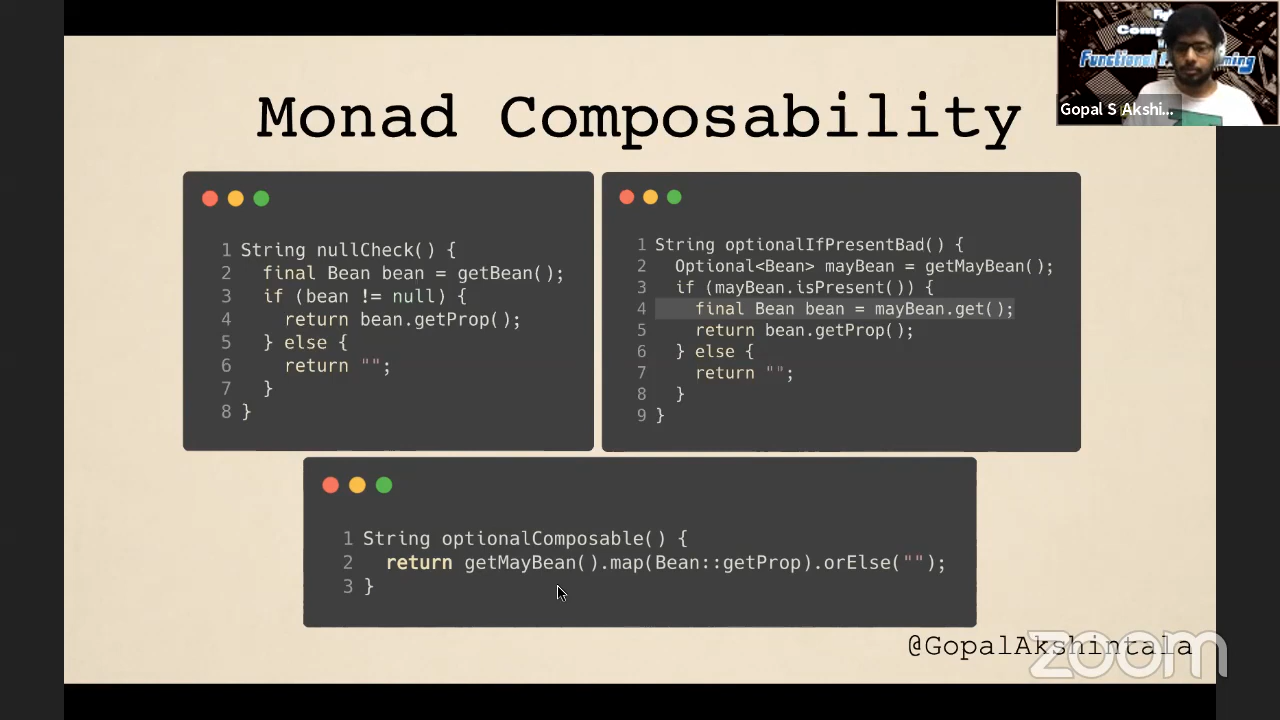 Monad Composability
1 String nullCheck() {
2   final Bean bean = getBean();
3   if (bean != null) {
4     return bean.getProp();
5   } else {
6     return "";
7   }
8 }
1 String optionalIfPresentBad() {
2   Optional<Bean> mayBean = getMayBean();
3   if (mayBean.isPresent()) {
4     final Bean bean = mayBean.get();
5     return bean.getProp();
6   } else {
7     return "";
8   }
9 }
1 String optionalComposable() {
2   return getMayBean().map(Bean::getProp).orElse("");
3 }
@GopalAkshintala
zoom
Functional
Gopal S Akshi...